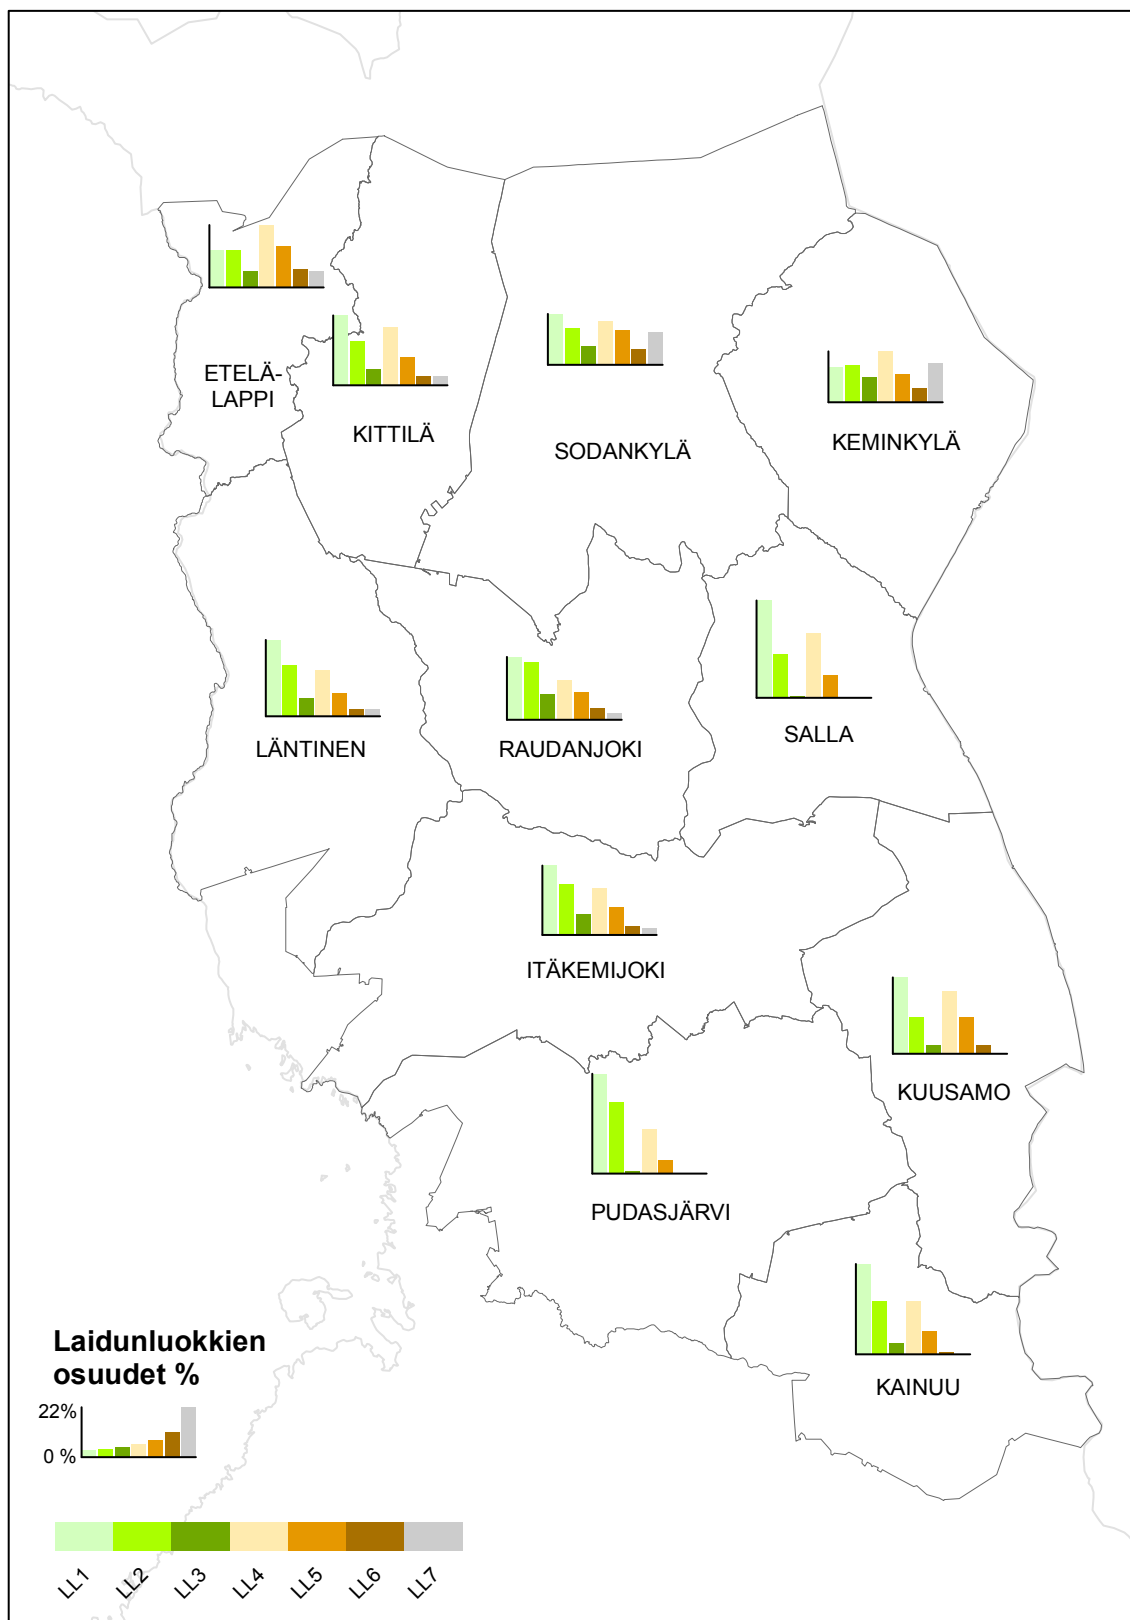 ETELÄ-
LAPPI
KITTILÄ
SODANKYLÄ
KEMINKYLÄ
LÄNTINEN
RAUDANJOKI
SALLA
ITÄKEMIJOKI
KUUSAMO
PUDASJÄRVI
KAINUU
Laidunluokkien
osuudet %
22%
0 %
LL1 LL2 LL3 LL4 LL5 LL6 LL7